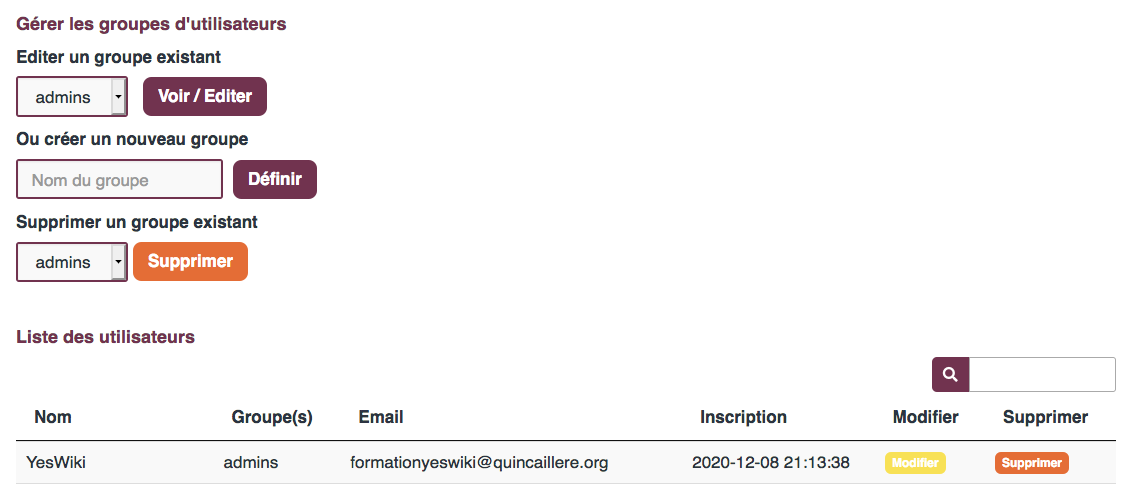 Gérer les groupes d'utilisateurs
Editer un groupe existant
admins Voir / Editer
Ou créer un nouveau groupe
Nom du groupe Définir
Supprimer un groupe existant
admins Supprimer
Liste des utilisateurs
Nom Groupe(s) Email Inscription Modifier Supprimer
YesWiki admins formationyeswiki@quincaillere.org 2020-12-08 21:13:38 Modifier Supprimer